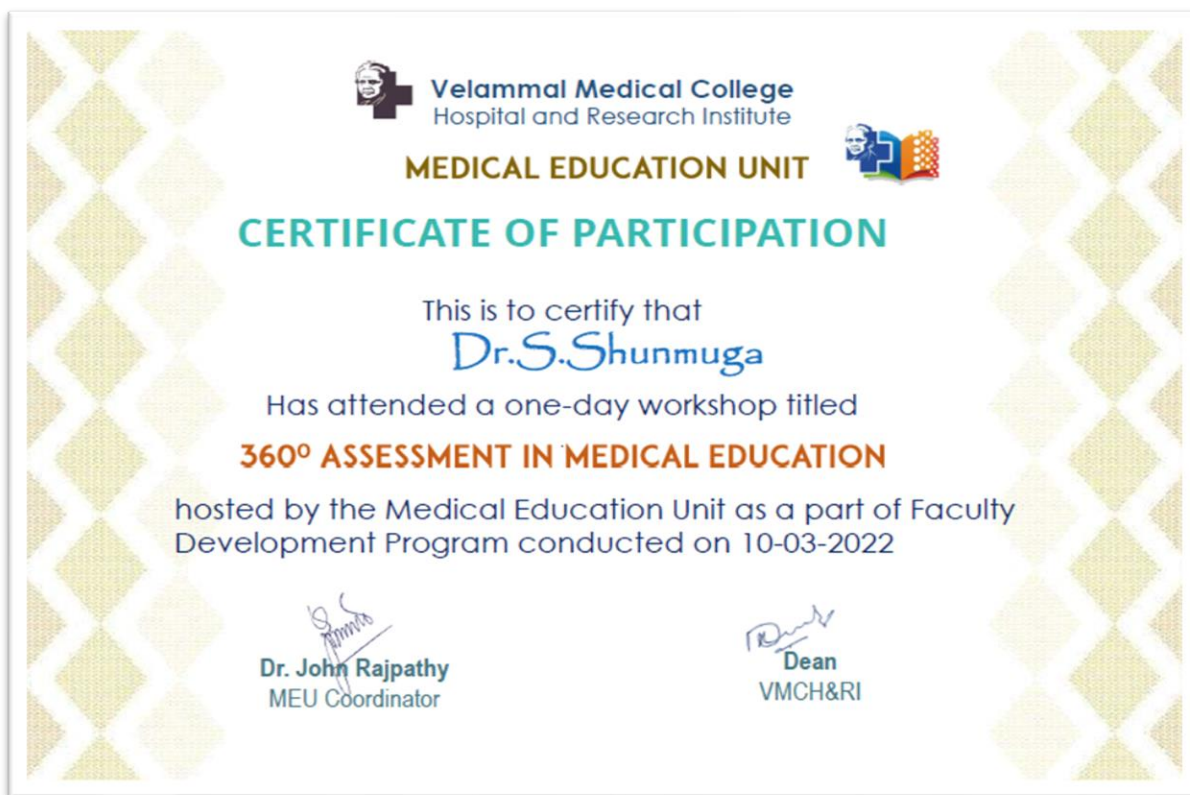 Velammal Medical College
Hospital and Research Institute
MEDICAL EDUCATION UNIT
CERTIFICATE OF PARTICIPATION
This is to certify that
Dr.S.Shunmuga
Has attended a one-day workshop titled
360⁰ ASSESSMENT IN MEDICAL EDUCATION
hosted by the Medical Education Unit as a part of Faculty
Development Program conducted on 10-03-2022
Dr. John Rajpathy
MEU Coordinator
Dean
VMCH&RI